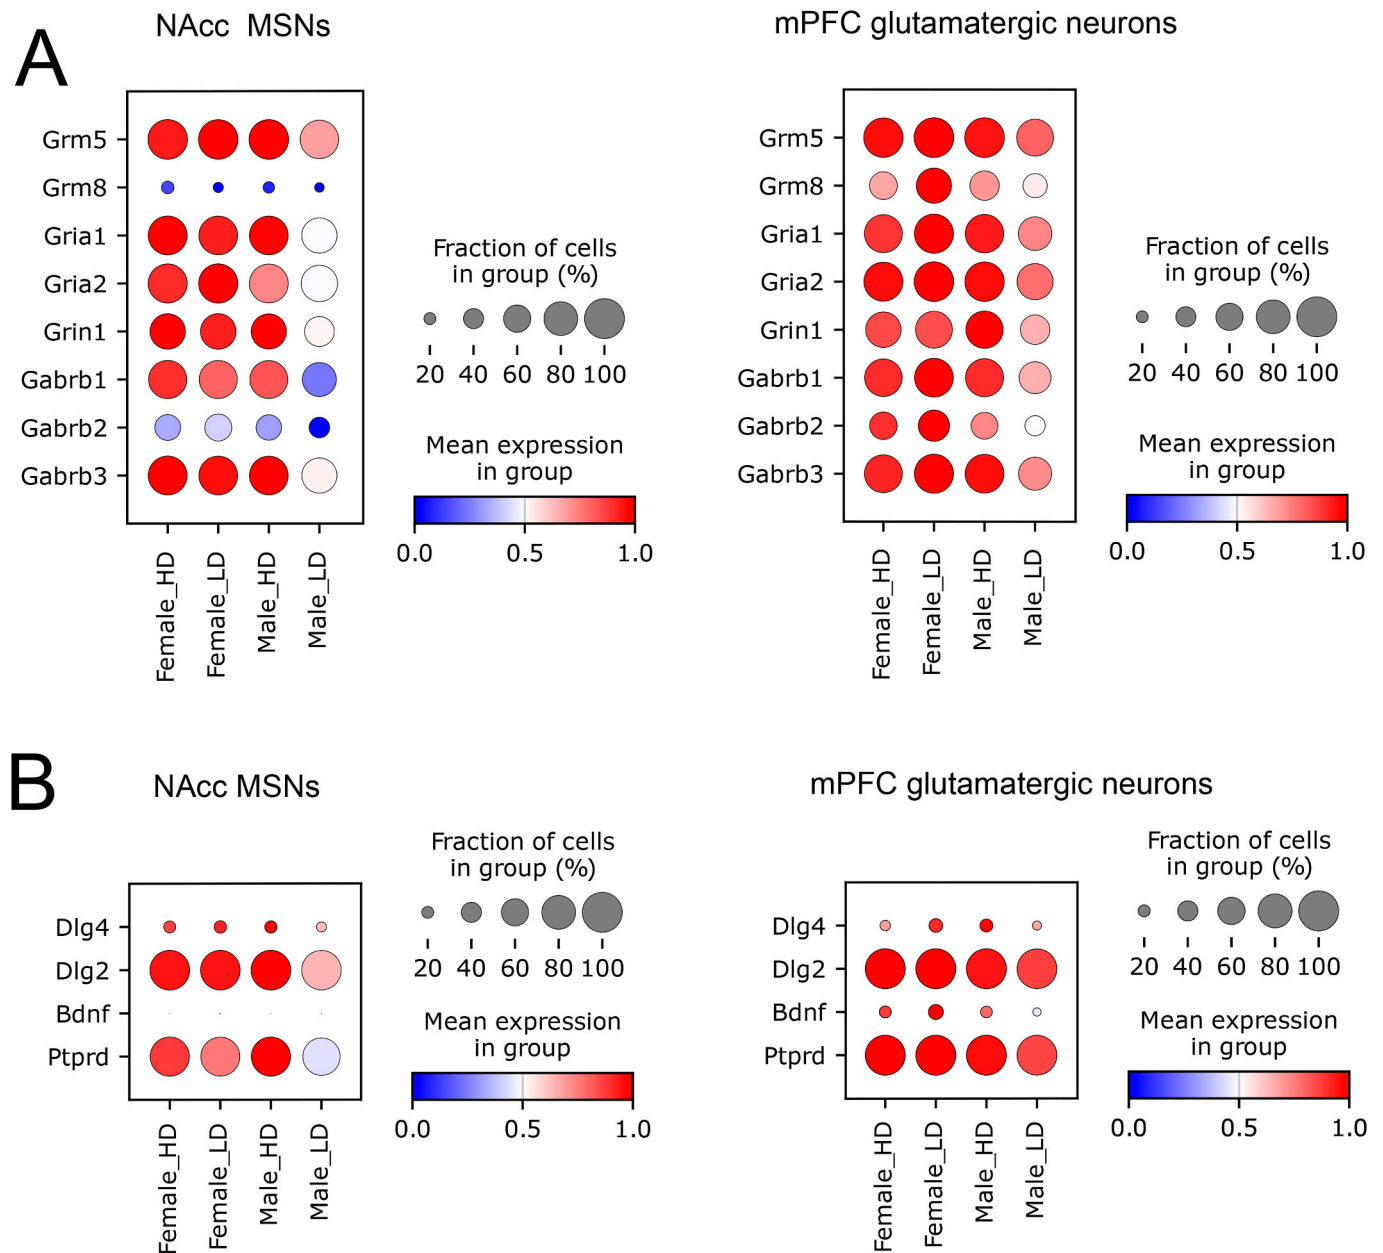 A
NAcc MSNs
Grm5
Grm8
Gria1
Gria2
Grin1
Gabrb1
Gabrb2
Gabrb3
Female_HD
Female_LD
Male_HD
Male_LD
Fraction of cells
in group (%)
20 40 60 80 100
Mean expression
in group
0.0 0.5 1.0
mPFC glutamatergic neurons
Grm5
Grm8
Gria1
Gria2
Grin1
Gabrb1
Gabrb2
Gabrb3
Female_HD
Female_LD
Male_HD
Male_LD
Fraction of cells
in group (%)
20 40 60 80 100
Mean expression
in group
0.0 0.5 1.0
B
NAcc MSNs
Dlg4
Dlg2
Bdnf
Ptprd
Female_HD
Female_LD
Male_HD
Male_LD
Fraction of cells
in group (%)
20 40 60 80 100
Mean expression
in group
0.0 0.5 1.0
mPFC glutamatergic neurons
Dlg4
Dlg2
Bdnf
Ptprd
Female_HD
Female_LD
Male_HD
Male_LD
Fraction of cells
in group (%)
20 40 60 80 100
Mean expression
in group
0.0 0.5 1.0